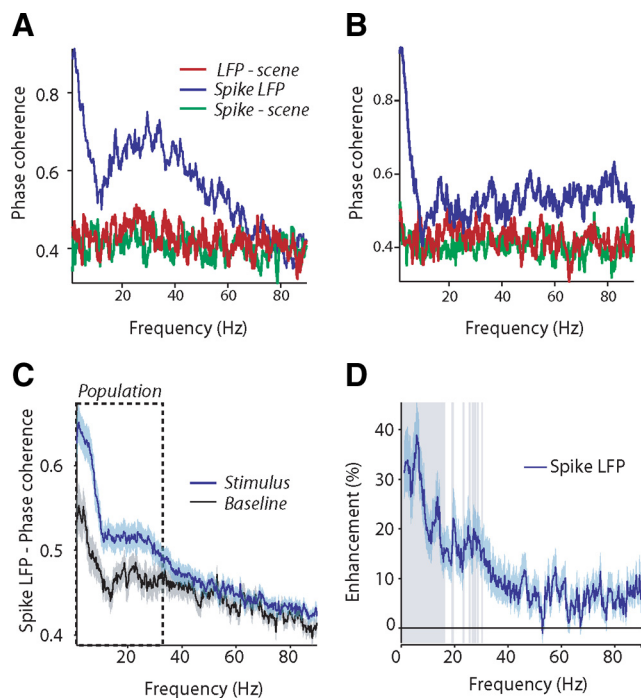 A
Phase coherence
0.8
0.6
0.4
LFP - scene
Spike LFP
Spike - scene
20 40 60 80
Frequency (Hz)
B
Phase coherence
0.8
0.6
0.4
20 40 60 80
Frequency (Hz)
C
Population
Spike LFP - Phase coherence
0.6
0.5
0.4
Stimulus
Baseline
20 40 60 80
Frequency (Hz)
D
Enhancement (%)
40
30
20
10
0
Spike LFP
0 20 40 60 80
Frequency (Hz)